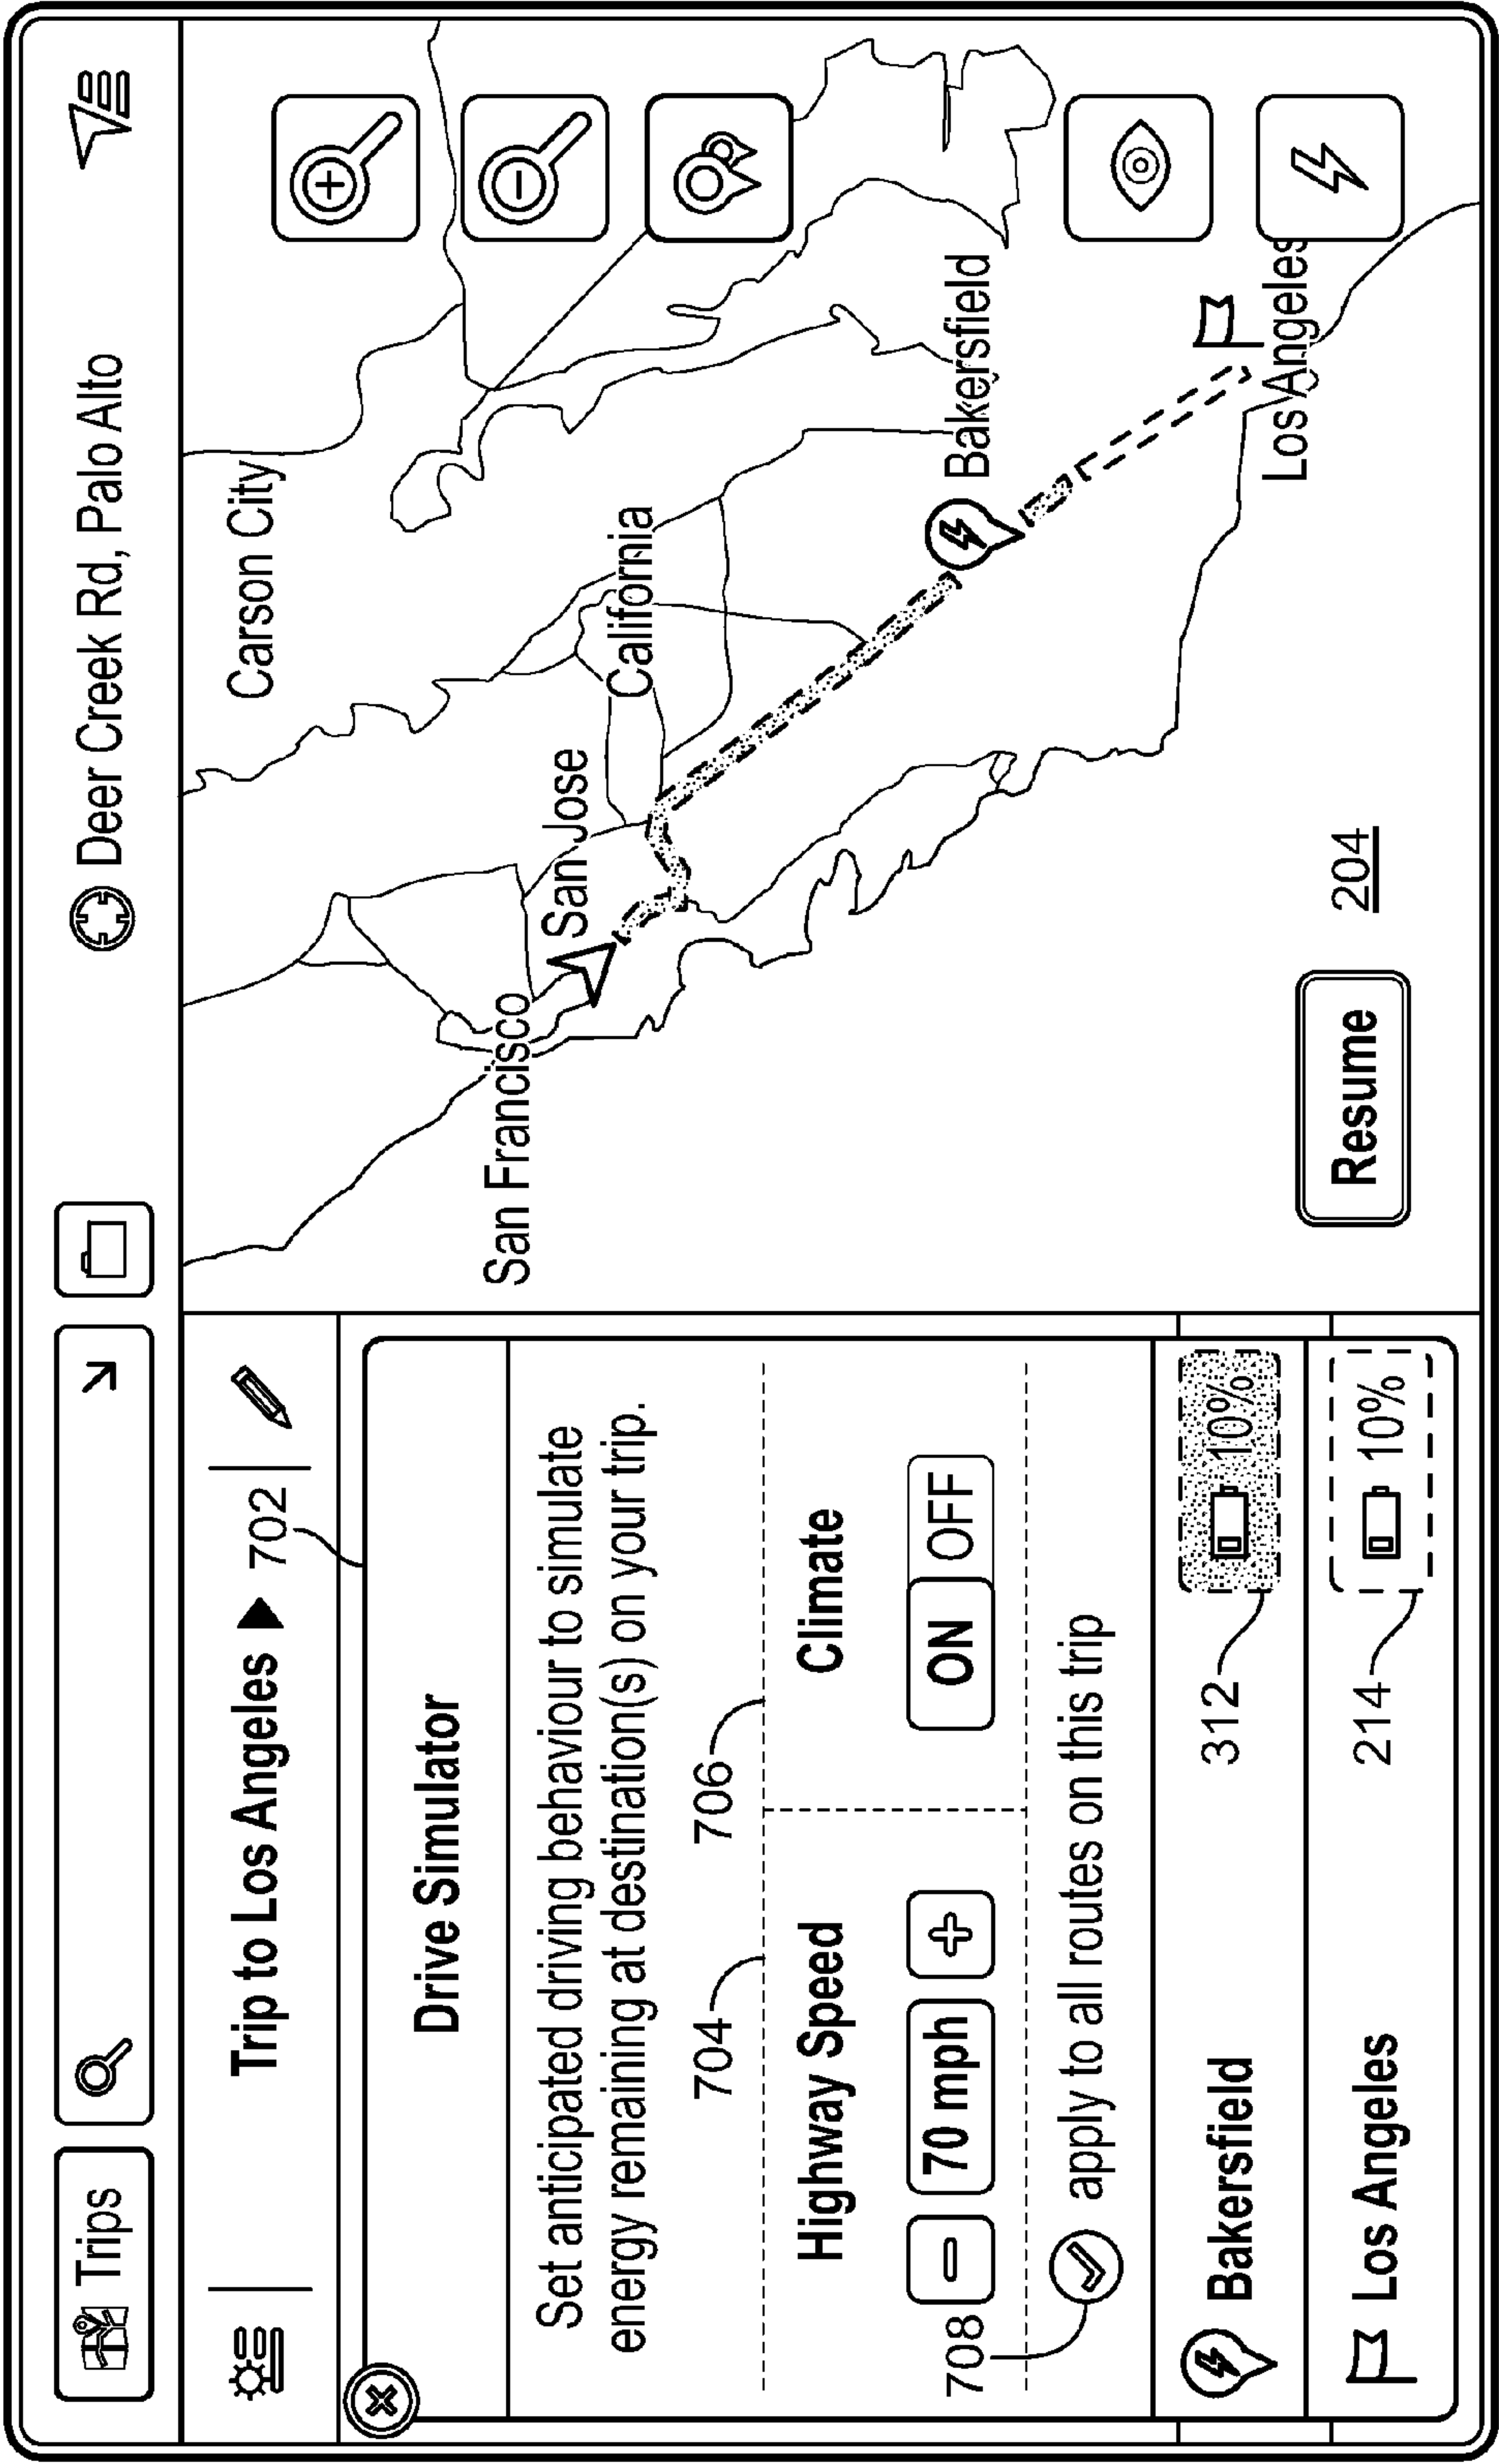 Trips
Deer Creek Rd, Palo Alto
Trip to Los Angeles
702
Drive Simulator
Set anticipated driving behaviour to simulate
energy remaining at destination(s) on your trip.
704
706
Highway Speed
Climate
70 mph
ON OFF
708
apply to all routes on this trip
Bakersfield
312
10%
Los Angeles
214
10%
Carson City
San Francisco
San Jose
California
Bakersfield
Los Angeles
Resume
204